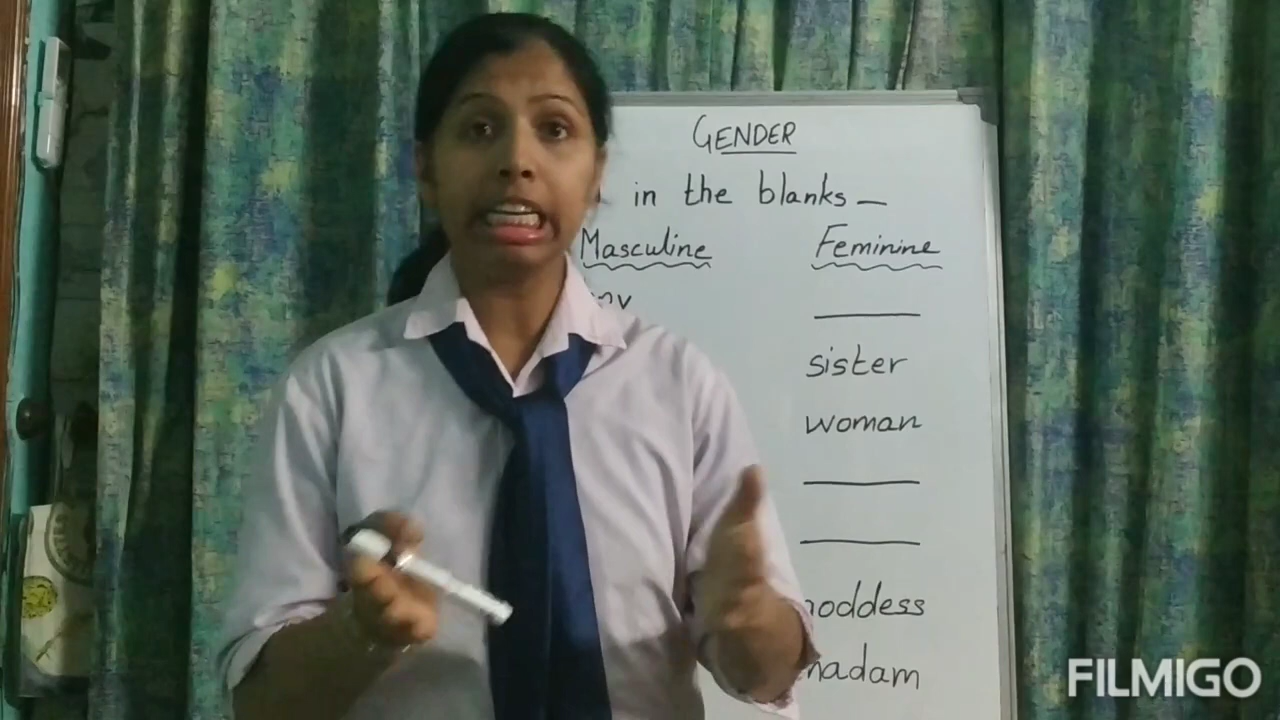 GENDER
in the blanks —
Masculine Feminine
sister
woman
FILMIGO